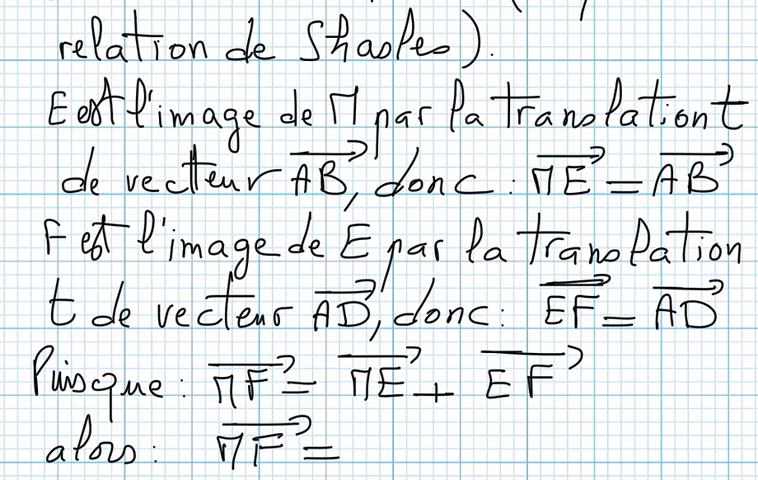 relation de Shasles).
E est l'image de M par la translation t
de vecteur AB, donc : ME = AB
F est l'image de E par la translation
t de vecteur AD, donc : EF = AD
Puisque : MF = ME + EF
alors : MF =